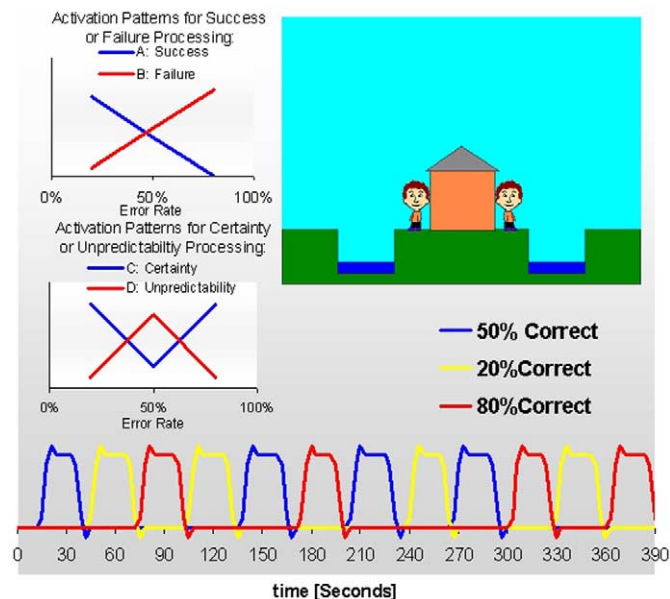 Activation Patterns for Success
or Failure Processing:
A: Success
B: Failure
0% 50% 100%
Error Rate
Activation Patterns for Certainty
or Unpredictabiltiy Processing:
C: Certainty
D: Unpredictability
0% 50% 100%
Error Rate
50% Correct
20%Correct
80%Correct
0 30 60 90 120 150 180 210 240 270 300 330 360 390
time [Seconds]